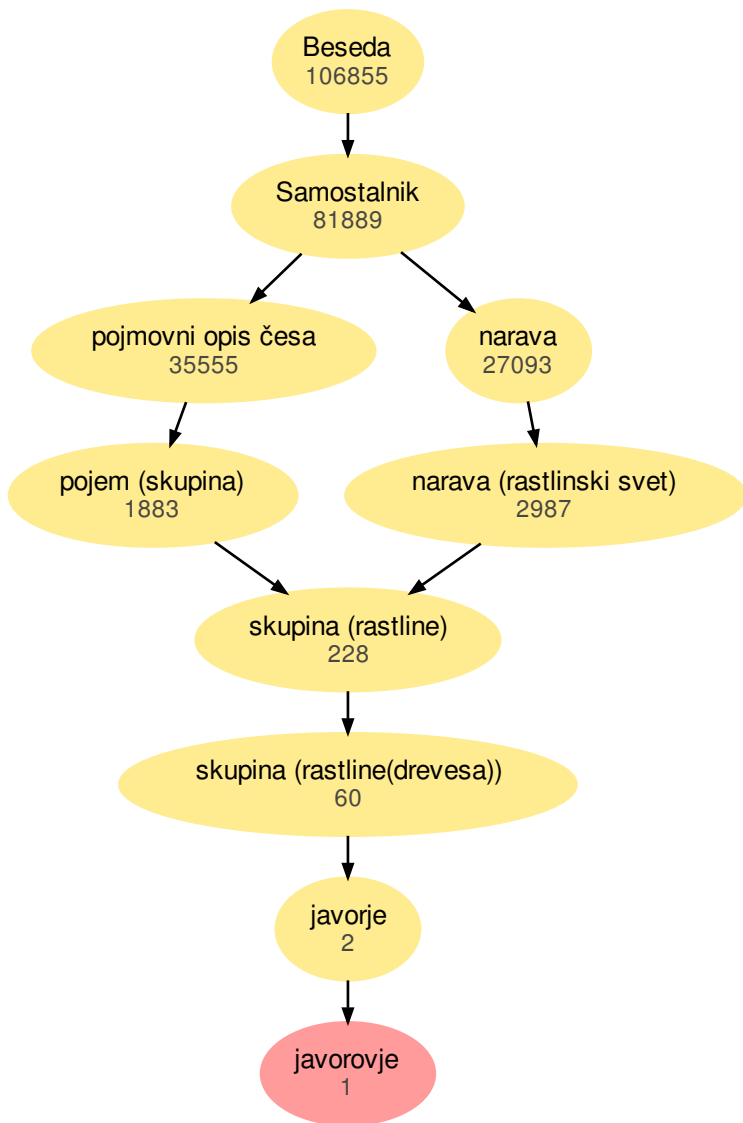 Beseda
106855
Samostalnik
81889
pojmovni opis česa
35555
narava
27093
pojem (skupina)
1883
narava (rastlinski svet)
2987
skupina (rastline)
228
skupina (rastline(drevesa))
60
javorje
2
javorovje
1